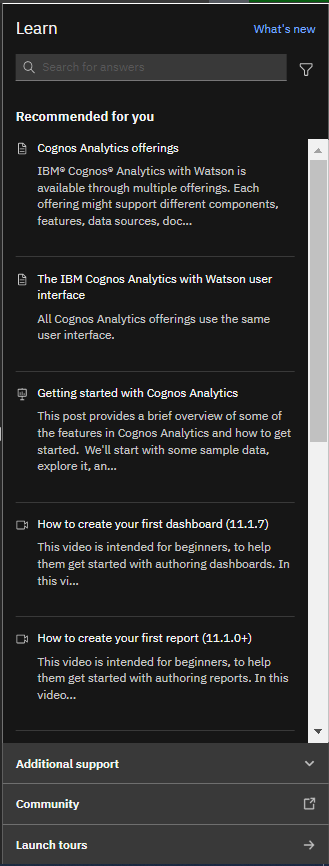 Learn
What's new
Search for answers
Recommended for you
Cognos Analytics offerings
IBM® Cognos® Analytics with Watson is
available through multiple offerings. Each
offering might support different components,
features, data sources, doc...
The IBM Cognos Analytics with Watson user
interface
All Cognos Analytics offerings use the same
user interface.
Getting started with Cognos Analytics
This post provides a brief overview of some of
the features in Cognos Analytics and how to get
started.  We'll start with some sample data,
explore it, an...
How to create your first dashboard (11.1.7)
This video is intended for beginners, to help
them get started with authoring dashboards. In
this vi...
How to create your first report (11.1.0+)
This video is intended for beginners, to help
them get started with authoring reports. In this
video...
Additional support
Community
Launch tours